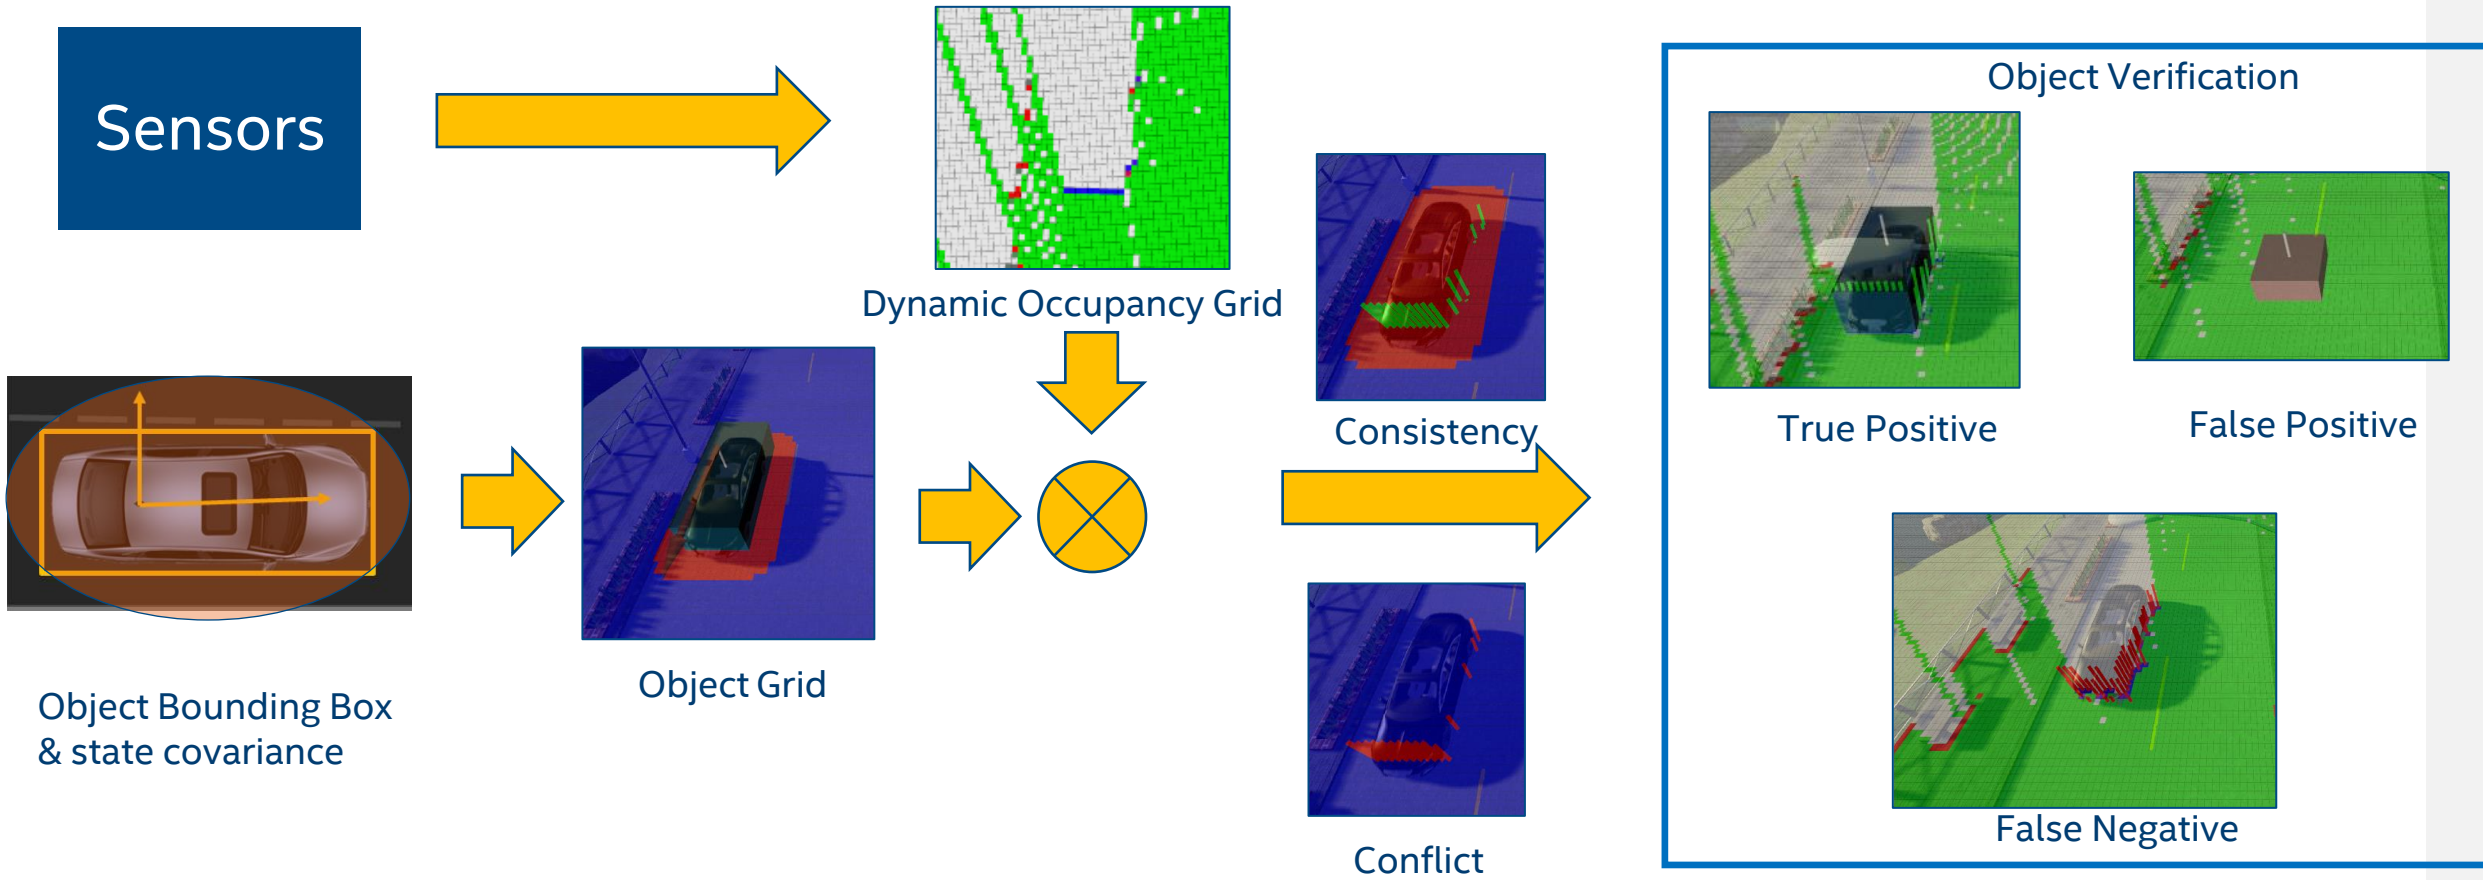 Sensors
Dynamic Occupancy Grid
Object Bounding Box
& state covariance
Object Grid
Consistency
Conflict
Object Verification
True Positive
False Positive
False Negative